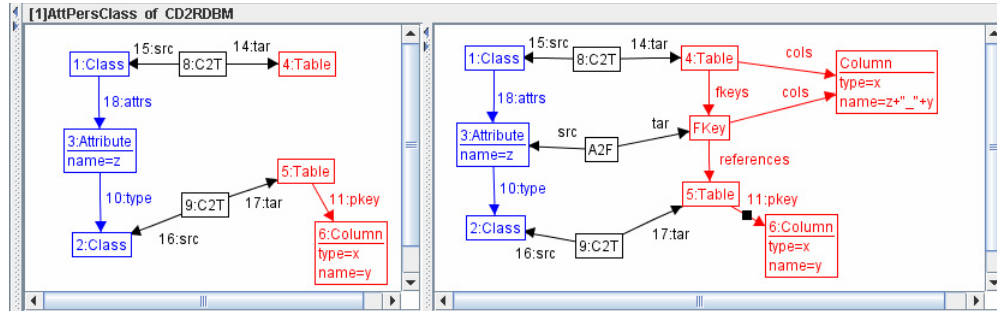 [1]AttPersClass of CD2RDBM
15:src
14:tar
1:Class
8:C2T
4:Table
18:attrs
3:Attribute
name=z
10:type
5:Table
9:C2T
17:tar
11:pkey
16:src
2:Class
6:Column
type=x
name=y
15:src
14:tar
1:Class
8:C2T
4:Table
cols
Column
type=x
name=z+"_"+y
18:attrs
fkeys
cols
src
tar
FKey
3:Attribute
name=z
A2F
references
10:type
5:Table
11:pkey
2:Class
17:tar
6:Column
type=x
name=y
16:src
9:C2T